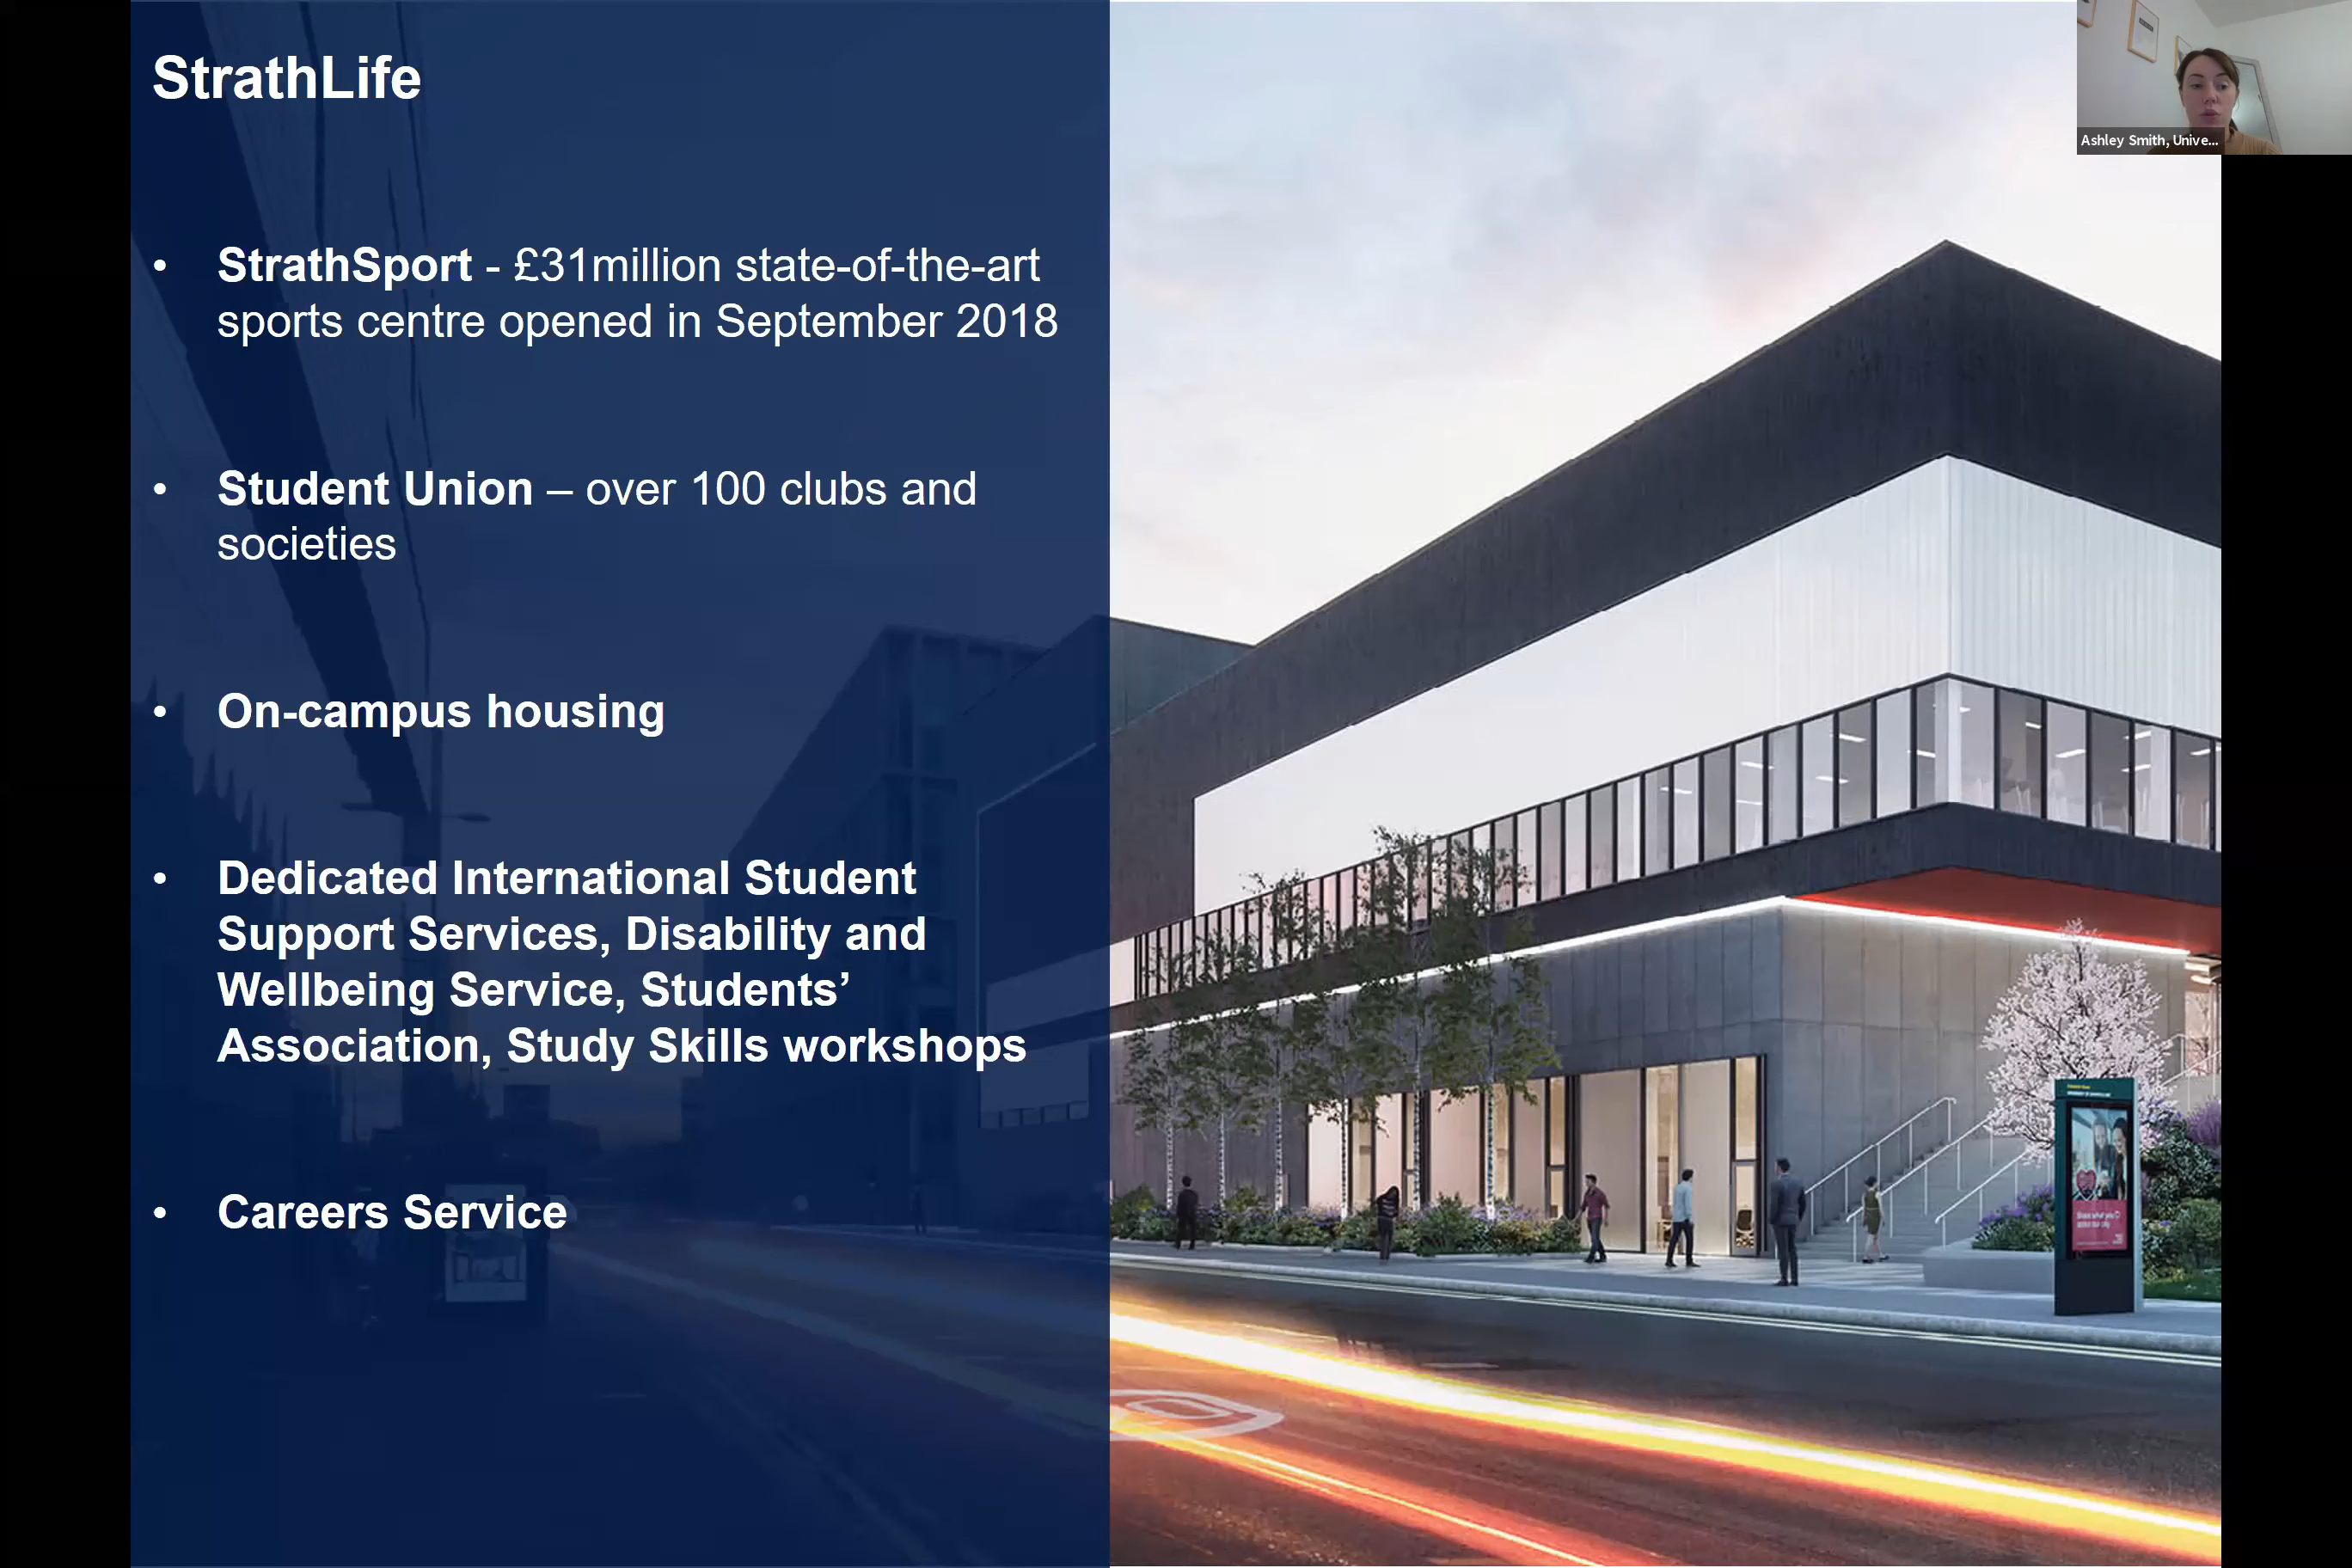 StrathLife
• StrathSport - £31million state-of-the-art
sports centre opened in September 2018
• Student Union – over 100 clubs and
societies
• On-campus housing
• Dedicated International Student
Support Services, Disability and
Wellbeing Service, Students’
Association, Study Skills workshops
• Careers Service
Ashley Smith, Unive...